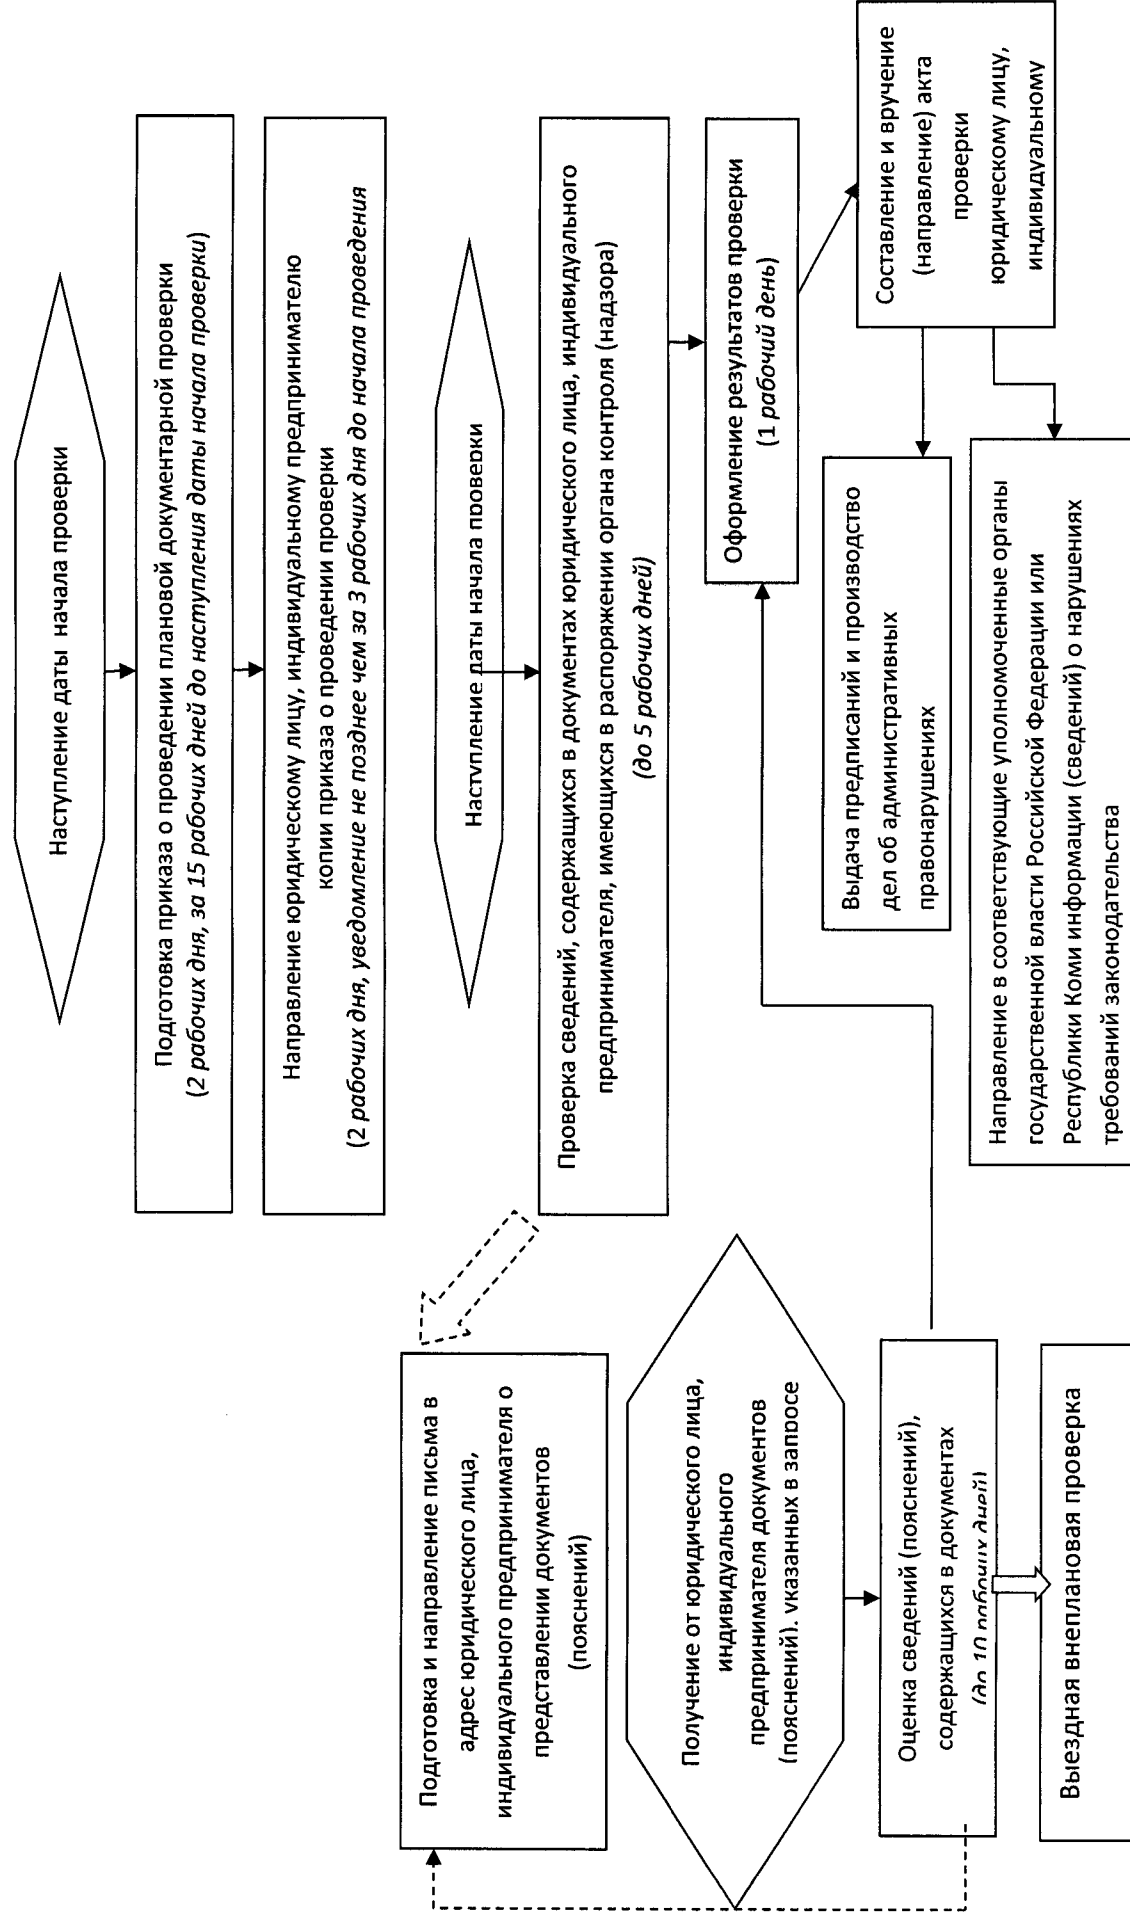 Наступление даты начала проверки
Подготовка приказа о проведении плановой документарной проверки
(2 рабочих дня, за 15 рабочих дней до наступления даты начала проверки)
Направление юридическому лицу, индивидуальному предпринимателю
копии приказа о проведении проверки
(2 рабочих дня, уведомление не позднее чем за 3 рабочих дня до начала проведения
Наступление даты начала проверки
Проверка сведений, содержащихся в документах юридического лица, индивидуального
предпринимателя, имеющихся в распоряжении органа контроля (надзора)
(до 5 рабочих дней)
Подготовка и направление письма в
адрес юридического лица,
индивидуального предпринимателя о
представлении документов
(пояснений)
Получение от юридического лица,
индивидуального
предпринимателя документов
(пояснений), указанных в запросе
Оценка сведений (пояснений),
содержащихся в документах
(до 10 рабочих дней)
Выездная внеплановая проверка
Оформление результатов проверки
(1 рабочий день)
Составление и вручение
(направление) акта
проверки
юридическому лицу,
индивидуальному
Выдача предписаний и производство
дел об административных
правонарушениях
Направление в соответствующие уполномоченные органы
государственной власти Российской Федерации или
Республики Коми информации (сведений) о нарушениях
требований законодательства